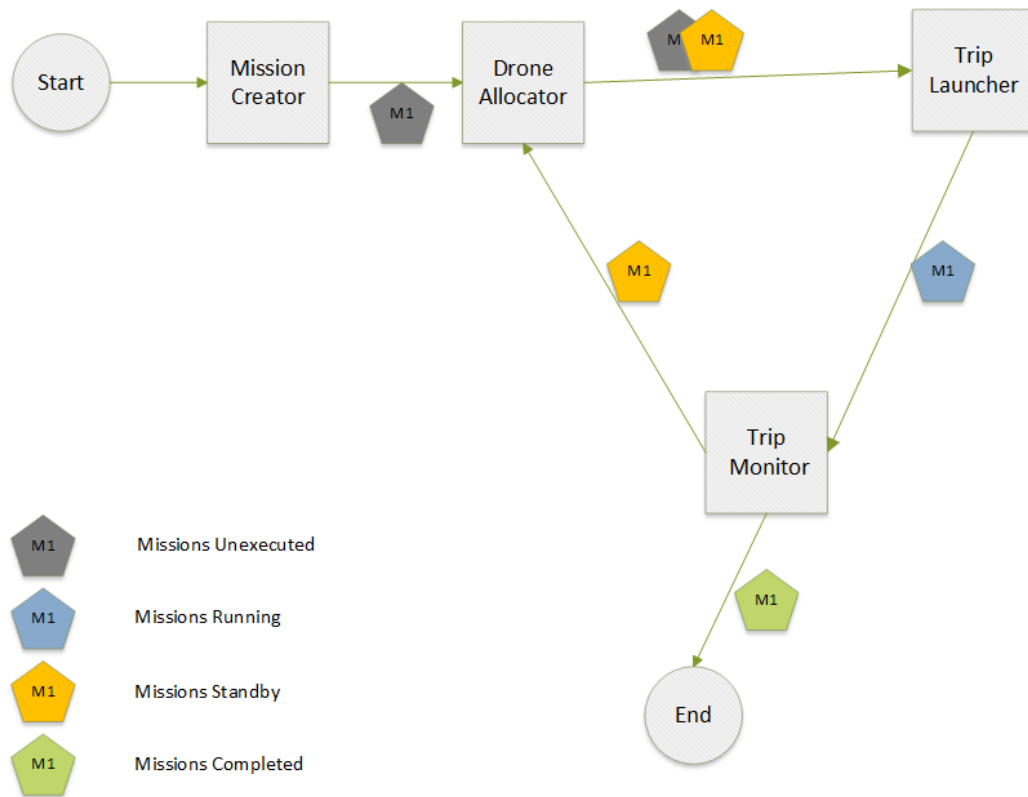 Start
Mission
Creator
M1
Drone
Allocator
M
M1
Trip
Launcher
M1
M1
Trip
Monitor
M1
End
M1
Missions Unexecuted
M1
Missions Running
M1
Missions Standby
M1
Missions Completed